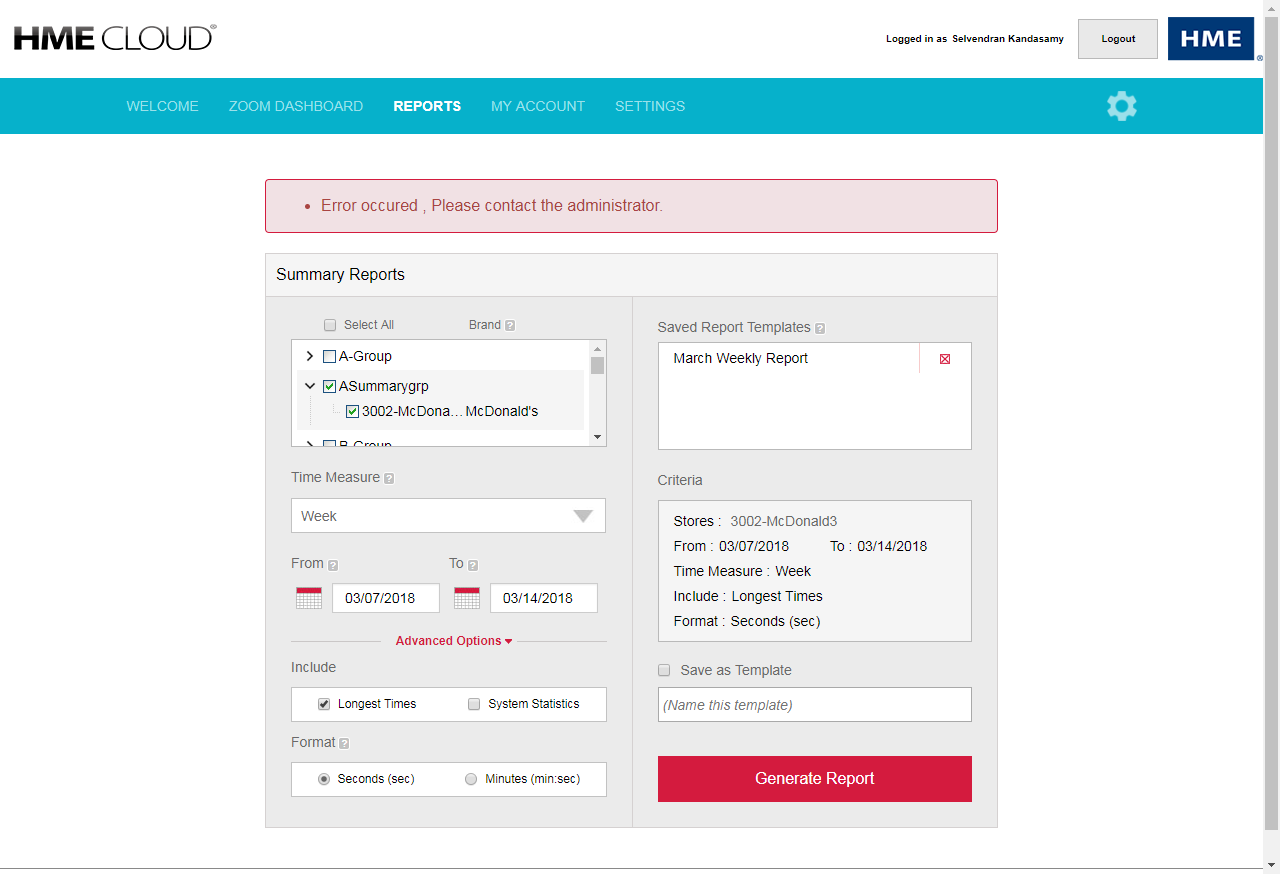 HME CLOUD®
Logged in as Selvendran Kandasamy
Logout
HME®
WELCOME ZOOM DASHBOARD REPORTS MY ACCOUNT SETTINGS
• Error occured , Please contact the administrator.
Summary Reports
Select All Brand ?
A-Group
ASummarygrp
3002-McDona... McDonald's
B-Group
Time Measure ?
Week
From ? To ?
03/07/2018 03/14/2018
Advanced Options
Include
Longest Times System Statistics
Format ?
Seconds (sec) Minutes (min:sec)
Saved Report Templates ?
March Weekly Report
Criteria
Stores : 3002-McDonald3
From : 03/07/2018 To : 03/14/2018
Time Measure : Week
Include : Longest Times
Format : Seconds (sec)
Save as Template
(Name this template)
Generate Report